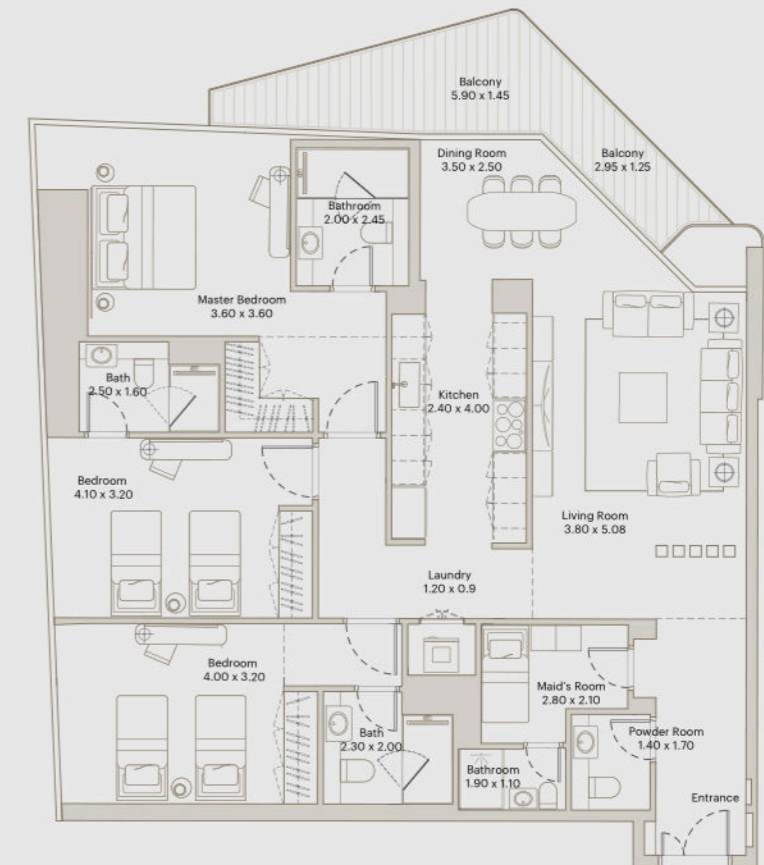 Balcony
5.90 x 1.45
Balcony
2.95 x 1.25
Dining Room
3.50 x 2.50
Bathroom
2.00 x 2.45
Master Bedroom
3.60 x 3.60
Bath
2.50 x 1.60
Kitchen
2.40 x 4.00
Bedroom
4.10 x 3.20
Living Room
3.80 x 5.08
Laundry
1.20 x 0.9
Bedroom
4.00 x 3.20
Maid's Room
2.80 x 2.10
Bath
2.30 x 2.00
Powder Room
1.40 x 1.70
Bathroom
1.90 x 1.10
Entrance